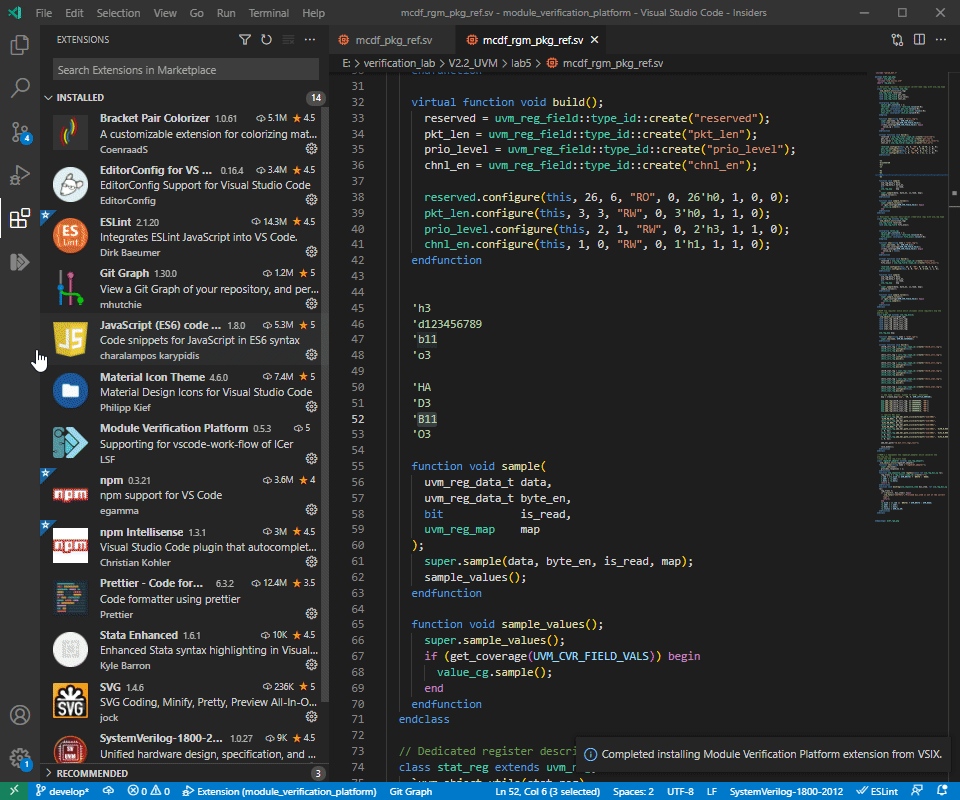 File Edit Selection View Go Run Terminal Help mcdf_rgm_pkg_ref.sv - module_verification_platform - Visual Studio Code - Insiders
EXTENSIONS
Search Extensions in Marketplace
INSTALLED 14
Bracket Pair Colorizer 1.0.61 5.1M 4.5
A customizable extension for colorizing mat...
CoenraadS
EditorConfig for VS ... 0.16.4 3.4M 4.5
EditorConfig Support for Visual Studio Code
EditorConfig
ESLint 2.1.20 14.3M 4.5
Integrates ESLint JavaScript into VS Code.
Dirk Baeumer
Git Graph 1.30.0 1.2M 5
View a Git Graph of your repository, and per...
mhutchie
JavaScript (ES6) code ... 1.8.0 5.3M 5
Code snippets for JavaScript in ES6 syntax
charalampos karypidis
Material Icon Theme 4.6.0 7.4M 5
Material Design Icons for Visual Studio Code
Philipp Kief
Module Verification Platform 0.5.3 5
Supporting for vscode-work-flow of ICer
LSF
npm 0.3.21 3.6M 4
npm support for VS Code
egamma
npm Intellisense 1.3.1 3M 4.5
Visual Studio Code plugin that autocomplet...
Christian Kohler
Prettier - Code for... 6.3.2 12.4M 3.5
Code formatter using prettier
Prettier
Stata Enhanced 1.6.1 10K 4.5
Enhanced Stata syntax highlighting in Visual...
Kyle Barron
SVG 1.4.6 236K 5
SVG Coding, Minify, Pretty, Preview All-In-O...
jock
SystemVerilog-1800-2... 1.0.27 9K 4.5
Unified hardware design, specification, and ...
RECOMMENDED 3
4
1
ES
Lint
JS
npm
npm
SVG
mcdf_pkg_ref.sv mcdf_rgm_pkg_ref.sv
E: > verification_lab > V2.2_UVM > lab5 > mcdf_rgm_pkg_ref.sv
30 endfunction
31
32 virtual function void build();
33 reserved = uvm_reg_field::type_id::create("reserved");
34 pkt_len = uvm_reg_field::type_id::create("pkt_len");
35 prio_level = uvm_reg_field::type_id::create("prio_level");
36 chnl_en = uvm_reg_field::type_id::create("chnl_en");
37
38 reserved.configure(this, 26, 6, "RO", 0, 26'h0, 1, 0, 0);
39 pkt_len.configure(this, 3, 3, "RW", 0, 3'h0, 1, 1, 0);
40 prio_level.configure(this, 2, 1, "RW", 0, 2'h3, 1, 1, 0);
41 chnl_en.configure(this, 1, 0, "RW", 0, 1'h1, 1, 1, 0);
42 endfunction
43
44
45 'h3
46 'd123456789
47 'b11
48 'o3
49
50 'HA
51 'D3
52 'B11
53 'O3
54
55 function void sample(
56 uvm_reg_data_t data,
57 uvm_reg_data_t byte_en,
58 bit is_read,
59 uvm_reg_map map
60 );
61 super.sample(data, byte_en, is_read, map);
62 sample_values();
63 endfunction
64
65 function void sample_values();
66 super.sample_values();
67 if (get_coverage(UVM_CVR_FIELD_VALS)) begin
68 value_cg.sample();
69 end
70 endfunction
71 endclass
72
73 // Dedicated register descri
74 class stat_reg extends uvm_r
75 `uvm_object_utils(stat_reg)
Completed installing Module Verification Platform extension from VSIX.
develop* 0 0 Extension (module_verification_platform) Git Graph Ln 52, Col 6 (3 selected) Spaces: 2 UTF-8 LF SystemVerilog-1800-2012 ESLint